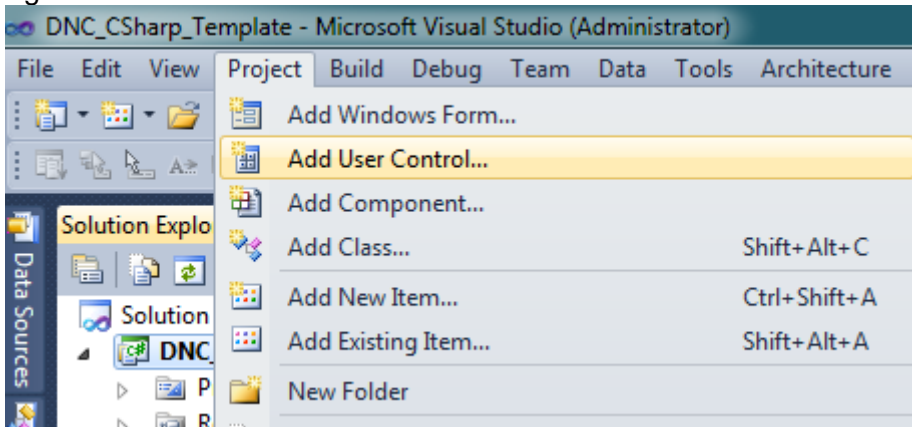 DNC_CSharp_Template - Microsoft Visual Studio (Administrator)
File Edit View Project Build Debug Team Data Tools Architecture
Add Windows Form...
Add User Control...
Add Component...
Solution Explo
Add Class... Shift+Alt+C
Data Sources
Add New Item... Ctrl+Shift+A
Solution
Add Existing Item... Shift+Alt+A
DNC_
P
New Folder
R